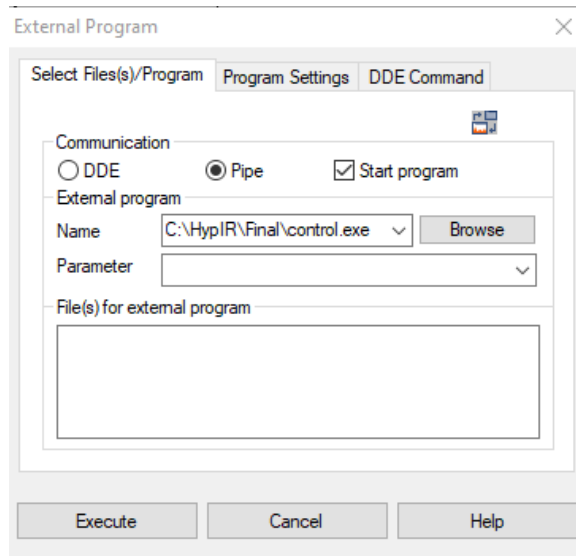 External Program
Select Files(s)/Program Program Settings DDE Command
Communication
DDE Pipe Start program
External program
Name C:\HypIR\Final\control.exe Browse
Parameter
File(s) for external program
Execute Cancel Help